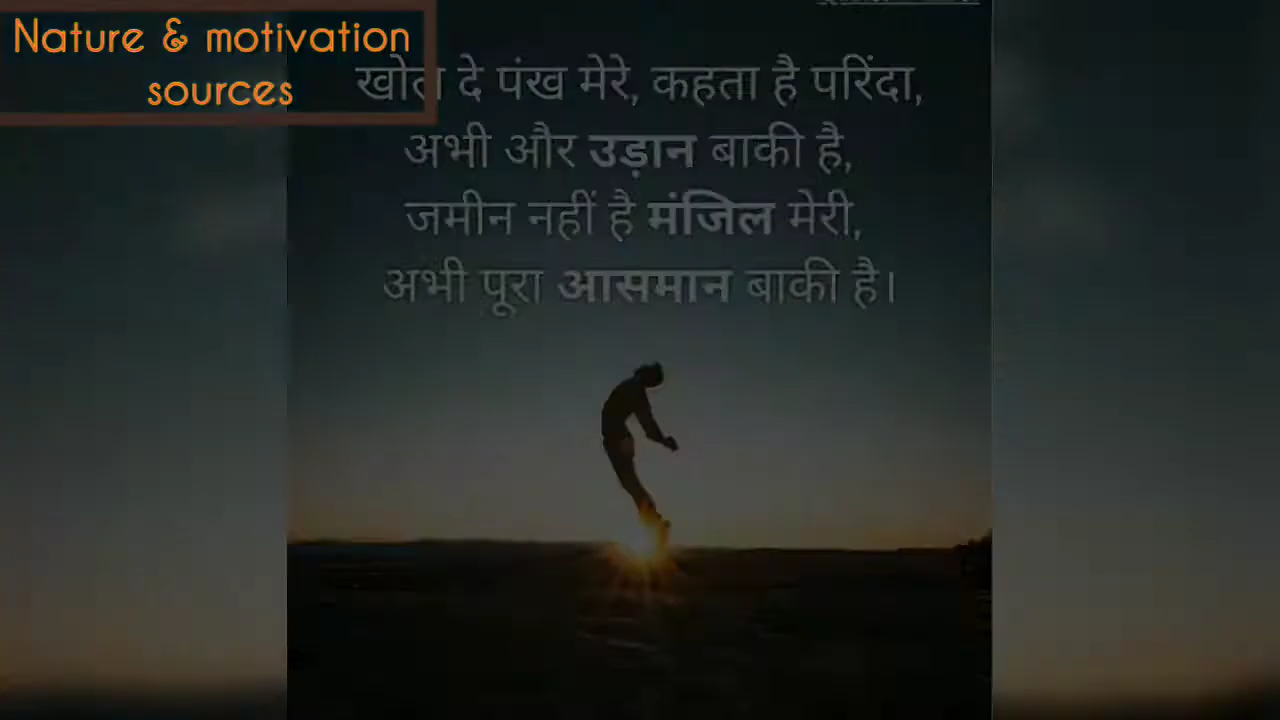 Nature & motivation
sources
खोल दे पंख मेरे, कहता है परिंदा,
अभी और उड़ान बाकी है,
जमीन नहीं है मंजिल मेरी,
अभी पूरा आसमान बाकी है।